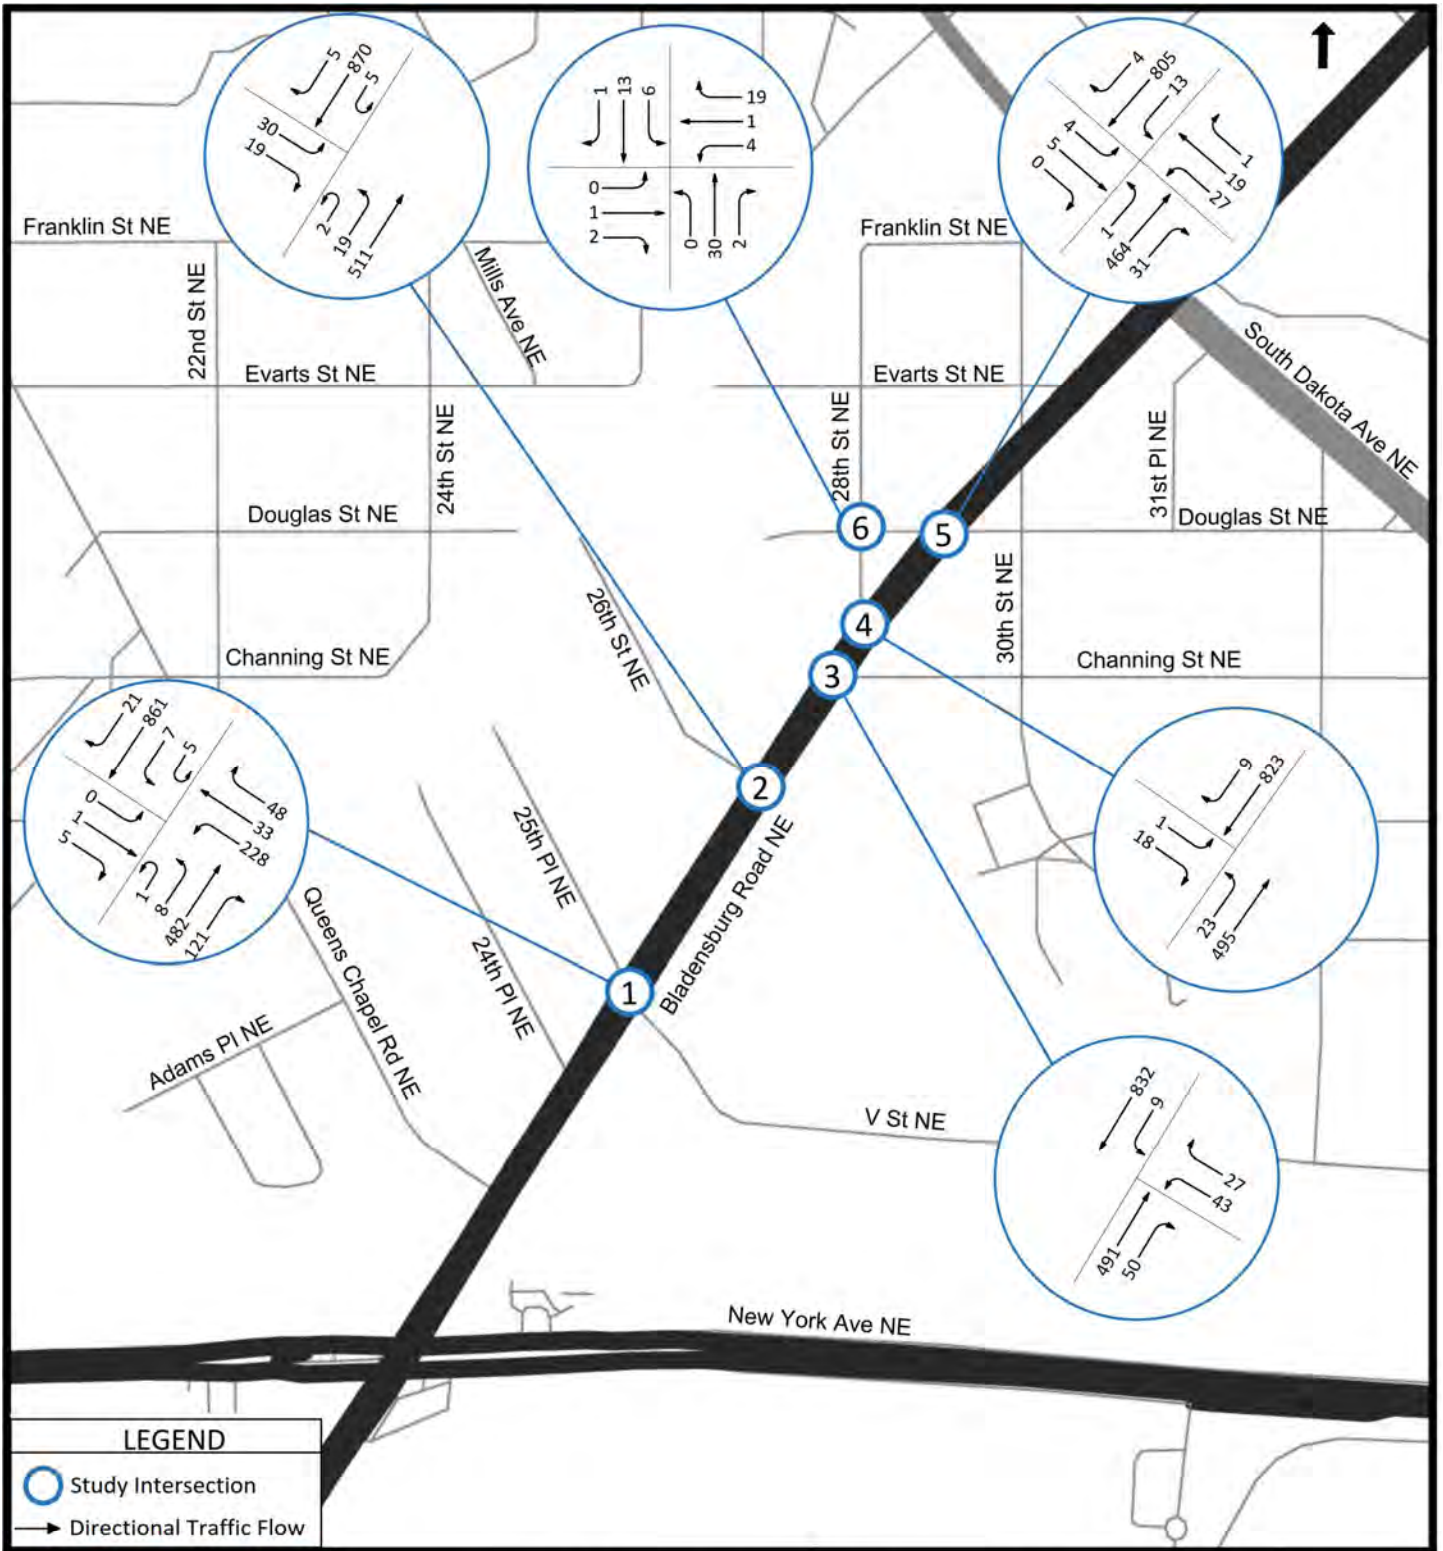 5
870
5
30
19
2
19
511
1
13
6
19
1
4
0
1
2
0
30
2
4
805
13
4
5
0
1
19
27
1
464
31
Franklin St NE
Franklin St NE
22nd St NE
Mills Ave NE
South Dakota Ave NE
Evarts St NE
Evarts St NE
24th St NE
28th St NE
31st Pl NE
Douglas St NE
Douglas St NE
6
5
26th St NE
30th St NE
4
Channing St NE
Channing St NE
3
21
861
7
5
0
1
5
48
33
228
1
8
482
121
2
9
823
1
18
23
495
25th Pl NE
24th Pl NE
Bladensburg Road NE
Queens Chapel Rd NE
1
Adams Pl NE
V St NE
832
9
27
43
491
50
New York Ave NE
LEGEND
Study Intersection
Directional Traffic Flow